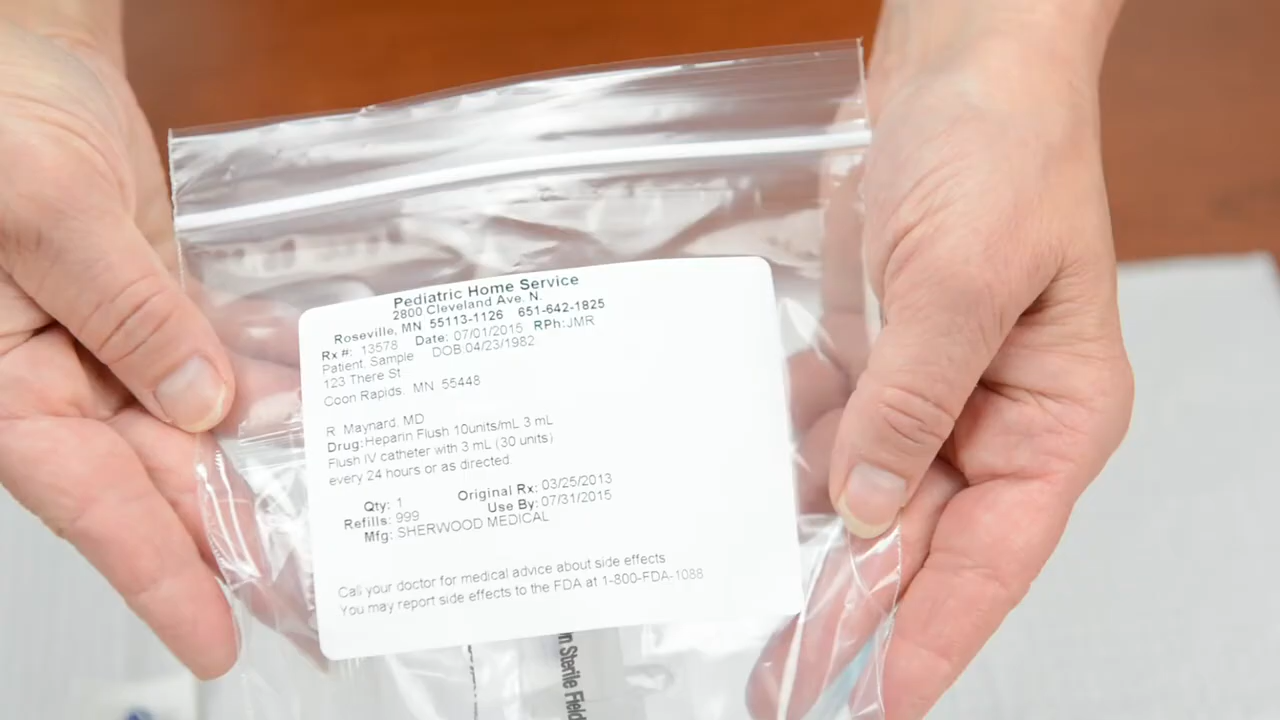 Pediatric Home Service
2800 Cleveland Ave. N.
Roseville, MN 55113-1126 651-642-1825
Rx #: 13578 Date: 07/01/2015 RPh:JMR
Patient, Sample DOB:04/23/1982
123 There St
Coon Rapids, MN 55448
R. Maynard, MD
Drug: Heparin Flush 10units/mL 3 mL
Flush IV catheter with 3 mL (30 units)
every 24 hours or as directed.
Qty: 1 Original Rx: 03/25/2013
Refills: 999 Use By: 07/31/2015
Mfg: SHERWOOD MEDICAL
Call your doctor for medical advice about side effects
You may report side effects to the FDA at 1-800-FDA-1088
n Sterile Field